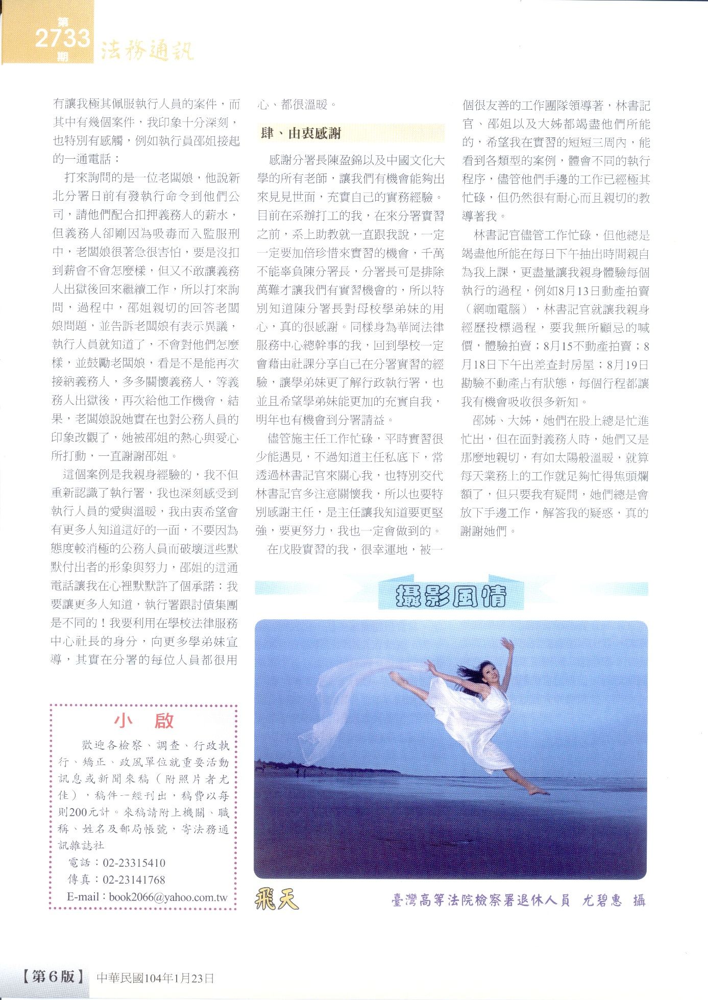 第
2733
期
法務通訊
有讓我極其佩服執行人員的案件，而
其中有幾個案件，我印象十分深刻，
也特別有感觸，例如執行員邵姐接起
的一通電話：
打來詢問的是一位老闆娘，他說新
北分署日前有發執行命令到他們公
司，請他們配合扣押義務人的薪水，
但義務人卻剛因為吸毒而入監服刑
中，老闆娘很著急很害怕，要是沒扣
到薪會不會怎麼樣，但又不敢讓義務
人出獄後回來繼續工作，所以打來詢
問，過程中，邵姐親切的回答老闆
娘問題，並告訴老闆娘有表示異議，
執行人員就知道了，不會對他們怎麼
樣，並鼓勵老闆娘，看是不是能再次
接納義務人，多多關懷義務人，等義
務人出獄後，再次給他工作機會，結
果，老闆娘說她實在也對公務人員的
印象改觀了，她被邵姐的熱心與愛心
所打動，一直謝謝邵姐。
這個案例是我親身經驗的，我不但
重新認識了執行署，我也深刻感受到
執行人員的愛與溫暖，我由衷希望會
有更多人知道這好的一面，不要因為
態度較消極的公務人員而破壞這些默
默付出者的形象與努力，邵姐的這通
電話讓我在心裡默默許了個承諾：我
要讓更多人知道，執行署跟討債集團
是不同的！我要利用在學校法律服務
中心社長的身分，向更多學弟妹宣
導，其實在分署的每位人員都很用
心、都很溫暖。
肆、由衷感謝
感謝分署長陳盈錦以及中國文化大
學的所有老師，讓我們有機會能夠出
來見見世面，充實自己的實務經驗。
目前在系辦打工的我，在來分署實習
之前，系上助教就一直跟我說，一定
一定要加倍珍惜來實習的機會，千萬
不能辜負陳分署長，分署長可是排除
萬難才讓我們有實習機會的，所以特
別知道陳分署長對母校學弟妹的用
心，真的很感謝。同樣身為華岡法律
服務中心總幹事的我，回到學校一定
會藉由社課分享自己在分署實習的經
驗，讓學弟妹更了解行政執行署，也
並且希望學弟妹能更加的充實自我，
明年也有機會到分署請益。
儘管施主任工作忙碌，平時實習很
少能遇見，不過知道主任私底下，常
透過林書記官來關心我，也特別交代
林書記官多注意關懷我，所以也要特
別感謝主任，是主任讓我知道要更堅
強，要更努力，我也一定會做到的。
在戊股實習的我，很幸運地，被一
個很友善的工作團隊領導著，林書記
官、邵姐以及大姊都竭盡他們所能
的，希望我在實習的短短三周內，能
看到各類型的案例，體會不同的執行
程序，儘管他們手邊的工作已經極其
忙碌，但仍然很有耐心而且親切的教
導著我。
林書記官儘管工作忙碌，但他總是
竭盡他所能在每日下午抽出時間親自
為我上課，更盡量讓我親身體驗每個
執行的過程，例如8月13日動產拍賣
（網咖電腦），林書記官就讓我親身
經歷投標過程，要我無所顧忌的喊
價，體驗拍賣；8月15不動產拍賣；8
月18日下午出差查封房屋；8月19日
勘驗不動產占有狀態，每個行程都讓
我有機會吸收很多新知。
邵姊、大姊，她們在股上總是忙進
忙出，但在面對義務人時，她們又是
那麼地親切，有如太陽般溫暖，就算
每天業務上的工作就足夠忙得焦頭爛
額了，但只要我有疑問，她們總是會
放下手邊工作，解答我的疑惑，真的
謝謝她們。
攝影風情
飛天
臺灣高等法院檢察署退休人員 尤碧惠 攝
小 啟
歡迎各檢察、調查、行政執
行、矯正、政風單位就重要活動
訊息或新聞來稿（附照片者尤
佳），稿件一經刊出，稿費以每
則200元計。來稿請附上機關、職
稱、姓名及郵局帳號，寄法務通
訊雜誌社
電話：02-23315410
傳真：02-23141768
E-mail：book2066@yahoo.com.tw
【第6版】 中華民國104年1月23日